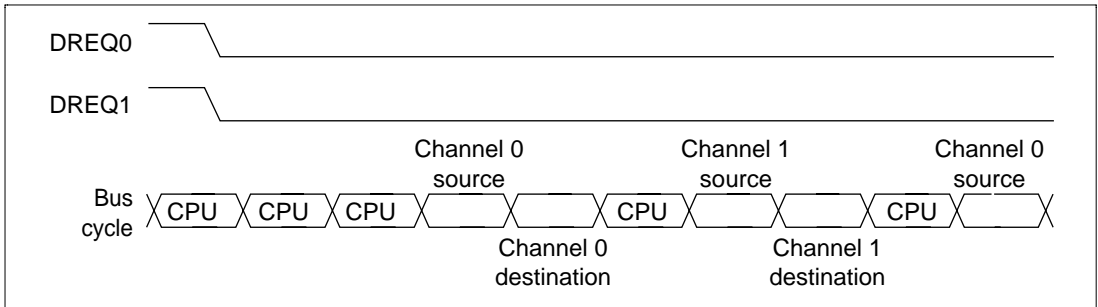 DREQ0
DREQ1
Channel 0 source
Channel 1 source
Channel 0 source
Bus cycle
CPU CPU CPU CPU CPU
Channel 0 destination
Channel 1 destination